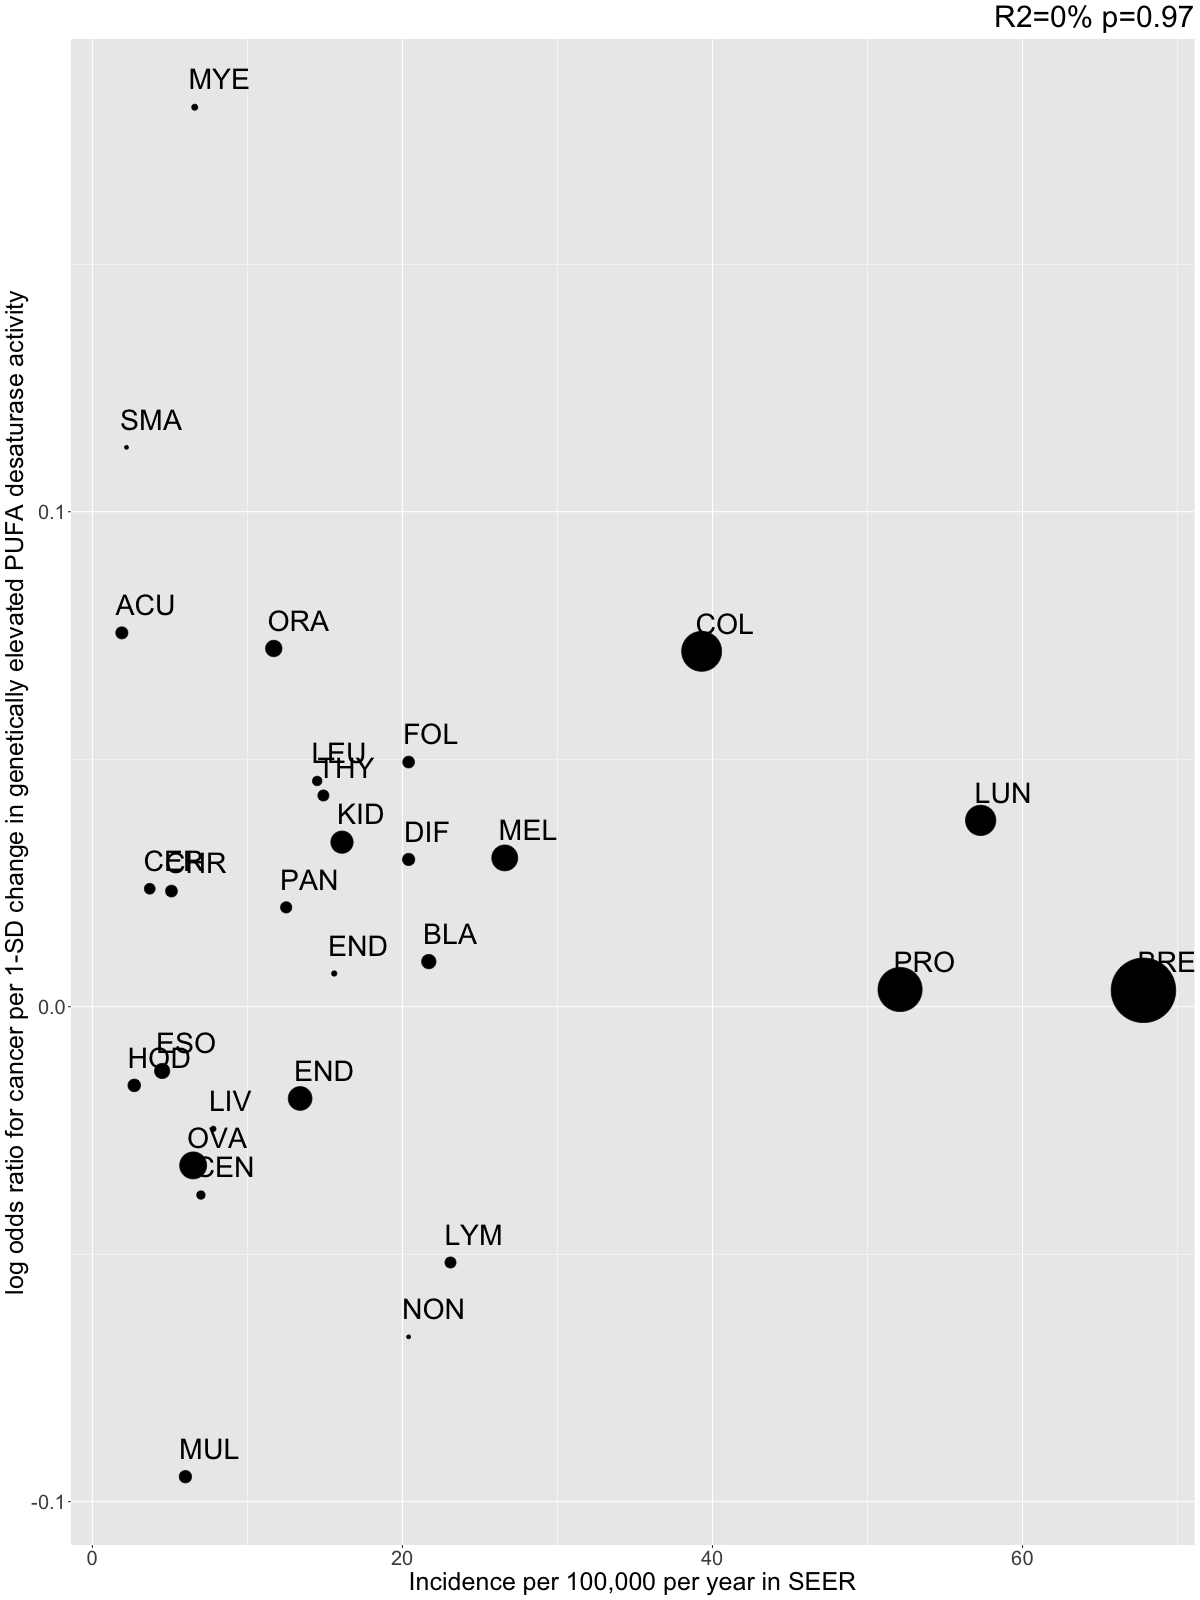 R2=0% p=0.97
MYE
SMA
0.1
ACU
ORA
COL
FOL
LEU
THY
LUN
KID
DIF
MEL
CER
CHR
PAN
BLA
END
PRO
BRE
0.0
ESO
HOD
END
LIV
OVA
CEN
LYM
NON
MUL
-0.1
0
20
40
60
Incidence per 100,000 per year in SEER
log odds ratio for cancer per 1-SD change in genetically elevated PUFA desaturase activity